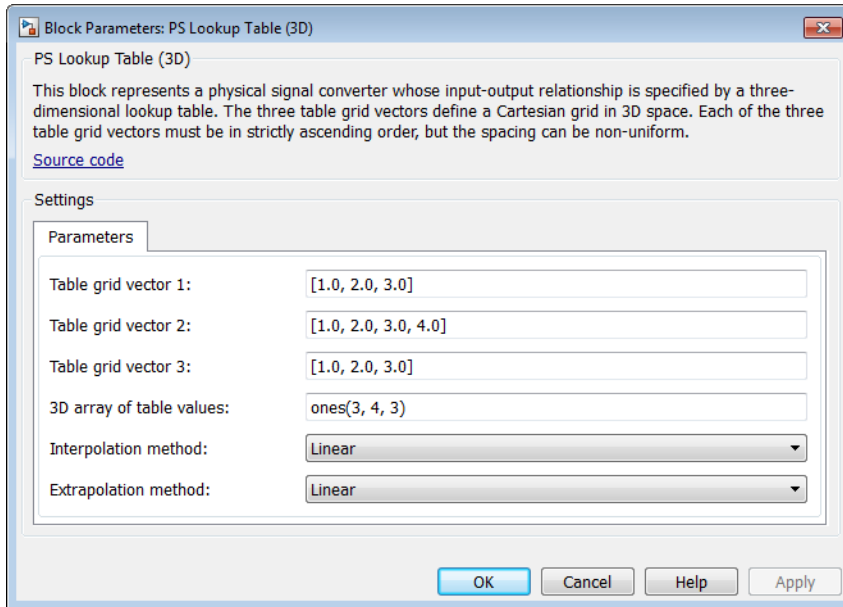 Block Parameters: PS Lookup Table (3D)
PS Lookup Table (3D)
This block represents a physical signal converter whose input-output relationship is specified by a three-
dimensional lookup table. The three table grid vectors define a Cartesian grid in 3D space. Each of the three
table grid vectors must be in strictly ascending order, but the spacing can be non-uniform.
Source code
Settings
Parameters
Table grid vector 1: [1.0, 2.0, 3.0]
Table grid vector 2: [1.0, 2.0, 3.0, 4.0]
Table grid vector 3: [1.0, 2.0, 3.0]
3D array of table values: ones(3, 4, 3)
Interpolation method: Linear
Extrapolation method: Linear
OK Cancel Help Apply